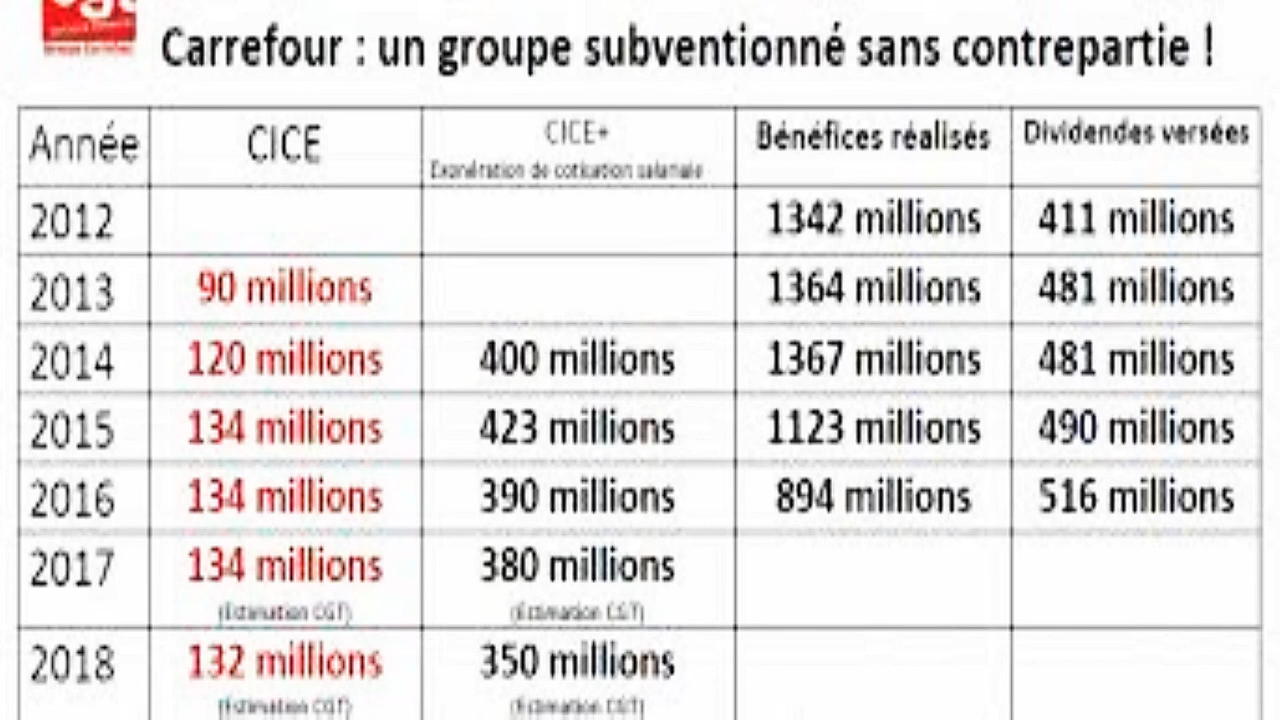 cgt
Carrefour : un groupe subventionné sans contrepartie !
Année CICE CICE+ Bénéfices réalisés Dividendes versées
Exonération de cotisation salariale
2012 1342 millions 411 millions
2013 90 millions 1364 millions 481 millions
2014 120 millions 400 millions 1367 millions 481 millions
2015 134 millions 423 millions 1123 millions 490 millions
2016 134 millions 390 millions 894 millions 516 millions
2017 134 millions 380 millions
(Estimation CGT) (Estimation CGT)
2018 132 millions 350 millions
(Estimation CGT) (Estimation CGT)